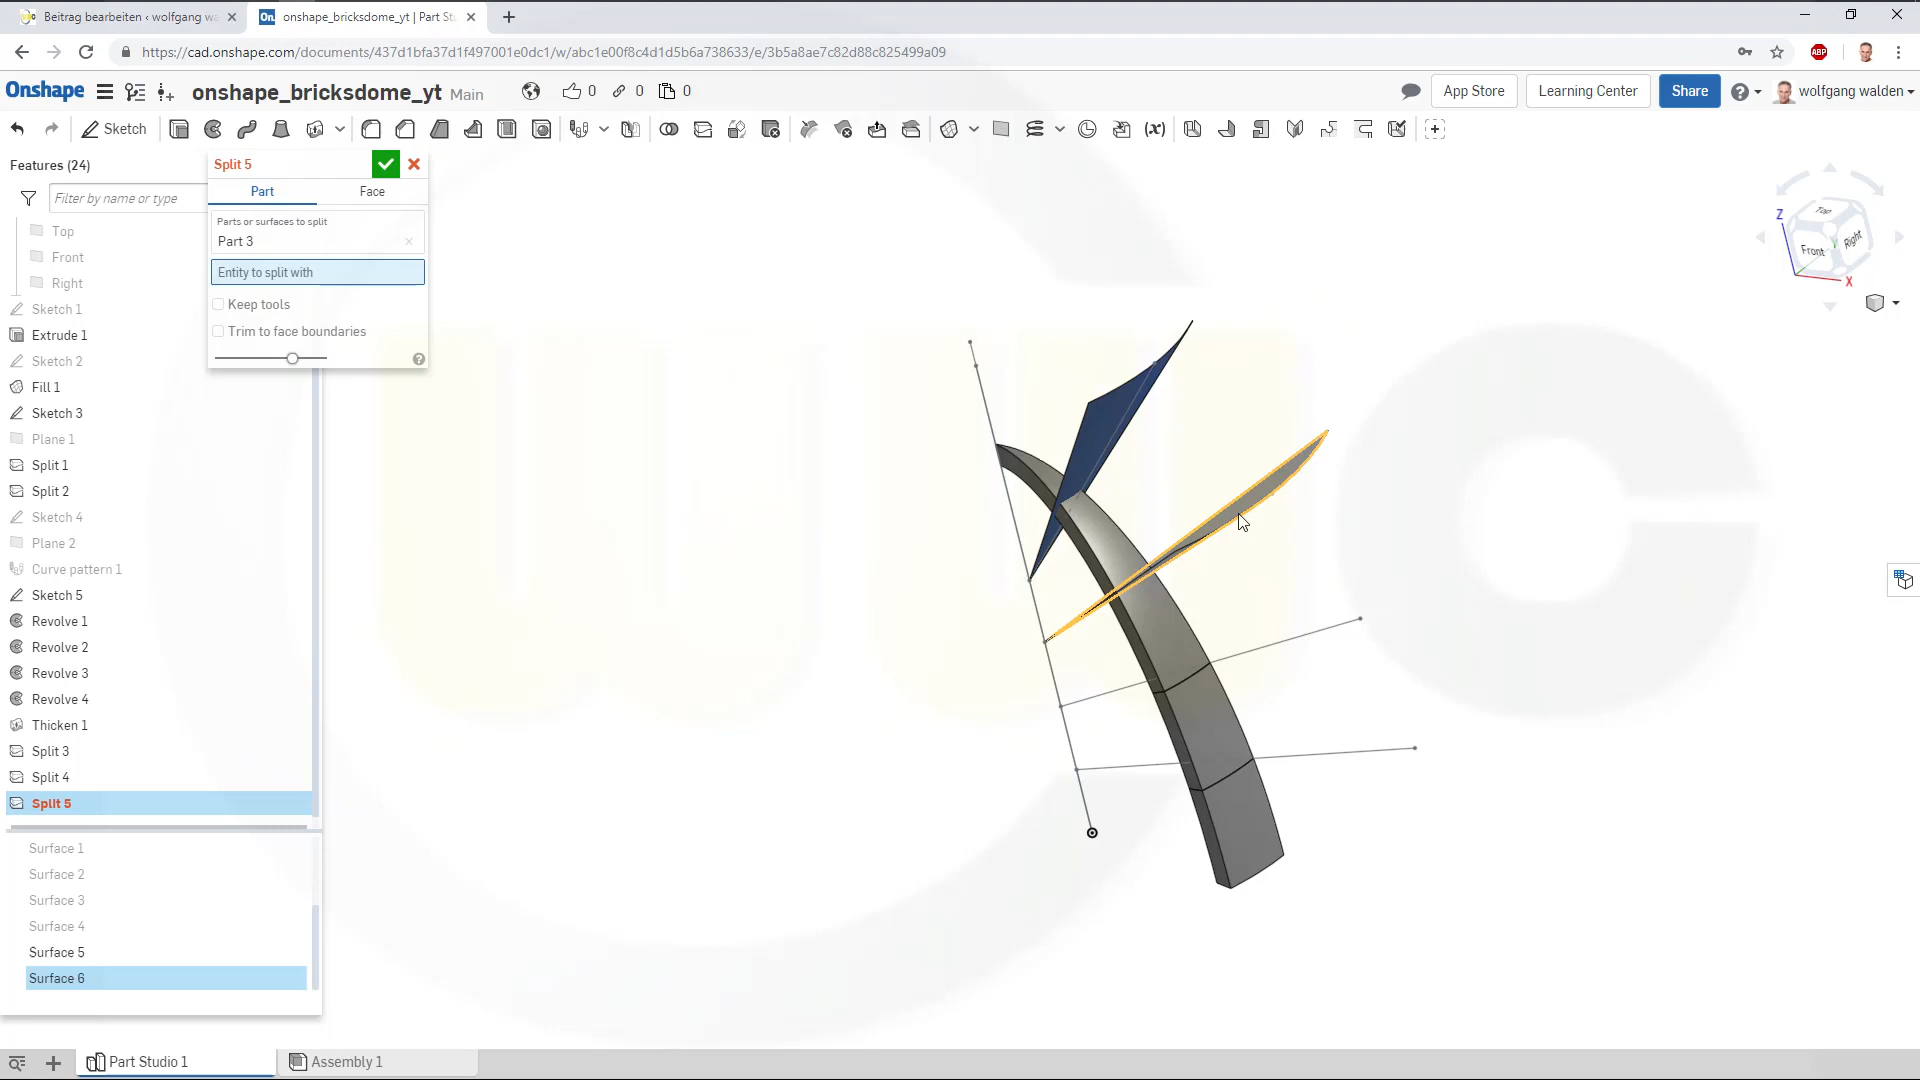 Beitrag bearbeiten ‹ wolfgang wa
onshape_bricksdome_yt | Part St
https://cad.onshape.com/documents/437d1bfa37d1f497001e0dc1/w/abc1e00f8c4d1d5b6a738633/e/3b5a8ae7c82d88c825499a09
ABP
Onshape
onshape_bricksdome_yt Main
0
0
0
App Store
Learning Center
Share
wolfgang walden
Sketch
(x)
Features (24)
Filter by name or type
Top
Front
Right
Sketch 1
Extrude 1
Sketch 2
Fill 1
Sketch 3
Plane 1
Split 1
Split 2
Sketch 4
Plane 2
Curve pattern 1
Sketch 5
Revolve 1
Revolve 2
Revolve 3
Revolve 4
Thicken 1
Split 3
Split 4
Split 5
Surface 1
Surface 2
Surface 3
Surface 4
Surface 5
Surface 6
Split 5
Part
Face
Parts or surfaces to split
Part 3
Entity to split with
Keep tools
Trim to face boundaries
Z
Top
Front
Right
X
Part Studio 1
Assembly 1